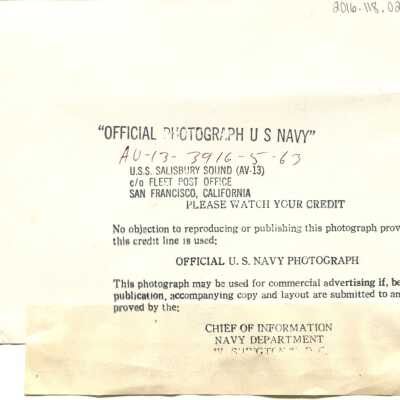 2016.118.02
"OFFICIAL PHOTOGRAPH U S NAVY"
AU-13-3916-5-63
U.S.S. SALISBURY SOUND (AV-13)
c/o FLEET POST OFFICE
SAN FRANCISCO, CALIFORNIA
PLEASE WATCH YOUR CREDIT
No objection to reproducing or publishing this photograph prov
this credit line is used:
OFFICIAL U. S. NAVY PHOTOGRAPH
This photograph may be used for commercial advertising if, be
publication, accompanying copy and layout are submitted to an
proved by the:
CHIEF OF INFORMATION
NAVY DEPARTMENT
WASHINGTON D. C.